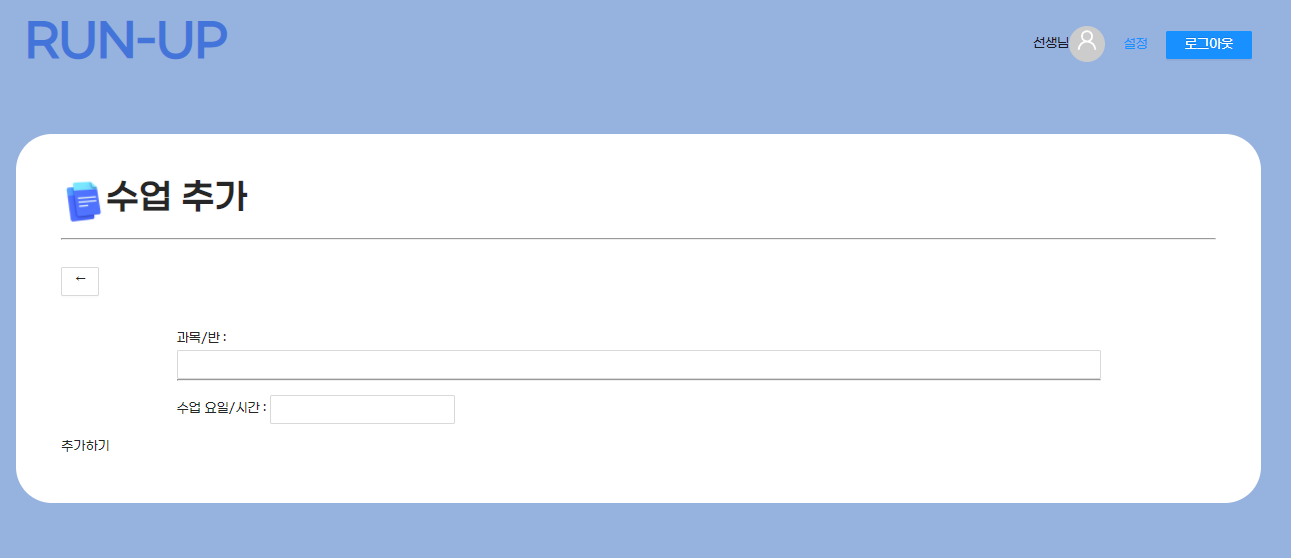 RUN-UP
선생님 설정 로그아웃
수업 추가
←
과목/반 :
수업 요일/시간 :
추가하기